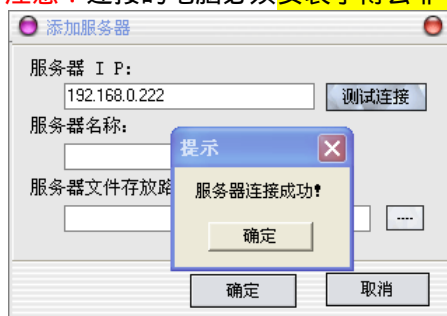 添加服务器
服务器 I P:
192.168.0.222
测试连接
服务器名称:
提示
服务器连接成功!
服务器文件存放路
确定
确定
取消